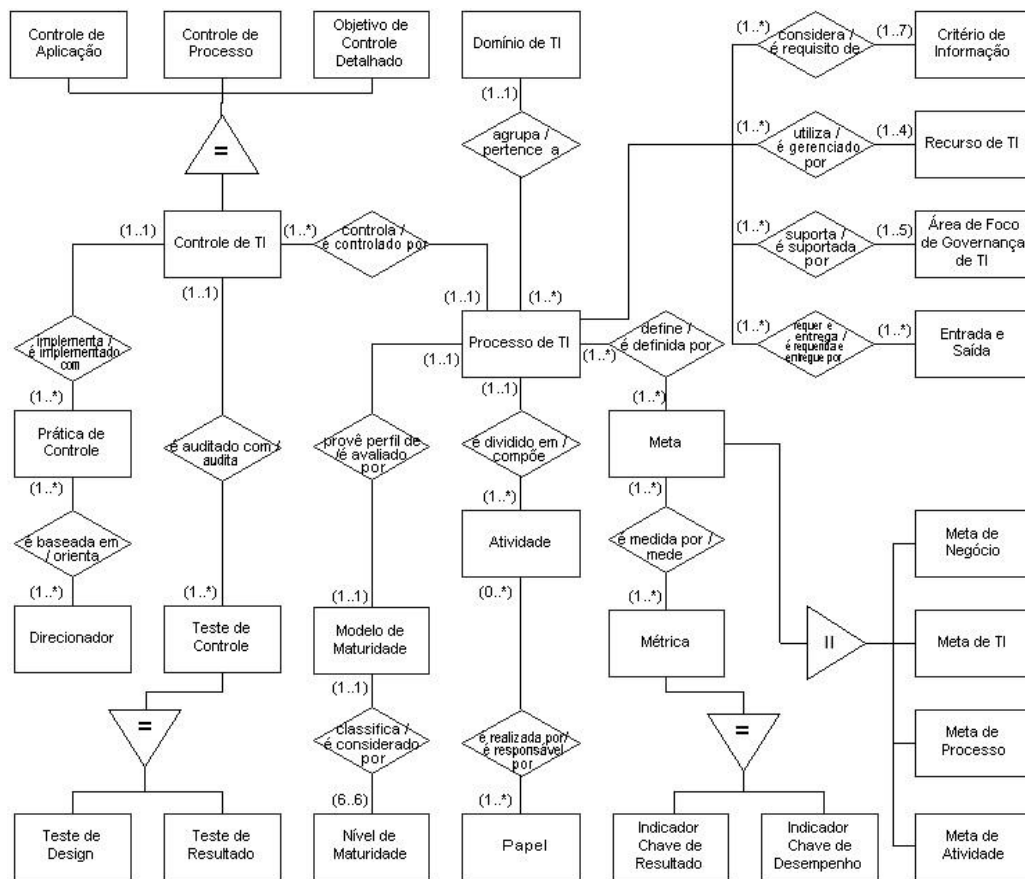 Controle de
Aplicação
Controle de
Processo
Objetivo de
Controle
Detalhado
Domínio de TI
(1..*)
considera /
é requisito de
(1..7)
Critério de
Informação
(1..1)
agrupa /
pertence a
(1..*)
utiliza /
é gerenciado
por
(1..4)
Recurso de TI
=
(1..1)
Controle de TI
(1..*)
controla /
é controlado por
(1..*)
suporta /
é suportada
por
(1..5)
Área de Foco
de Governança
de TI
(1..1)
(1..1)
(1..*)
implementa /
é implementado
com
(1..1)
Processo de TI
(1..*)
define /
é definida por
(1..*)
requer e
entrega /
é requerida e
entregue por
(1..*)
Entrada e
Saída
(1..*)
(1..1)
(1..*)
Prática de
Controle
é auditado com /
audita
provê perfil de
/é avaliado
por
é dividido em /
compõe
Meta
(1..*)
(1..*)
(1..*)
é baseada em
/ orienta
Atividade
é medida por /
mede
Meta de
Negócio
(1..*)
(1..*)
(1..1)
(0..*)
(1..*)
Direcionador
Teste de
Controle
Modelo de
Maturidade
Métrica
=
Meta de TI
(1..1)
=
classifica /
é considerado
por
é realizada por/
é responsável
por
=
Meta de
Processo
(6..6)
(1..*)
Teste de
Design
Teste de
Resultado
Nível de
Maturidade
Papel
Indicador
Chave de
Resultado
Indicador
Chave de
Desempenho
Meta de
Atividade